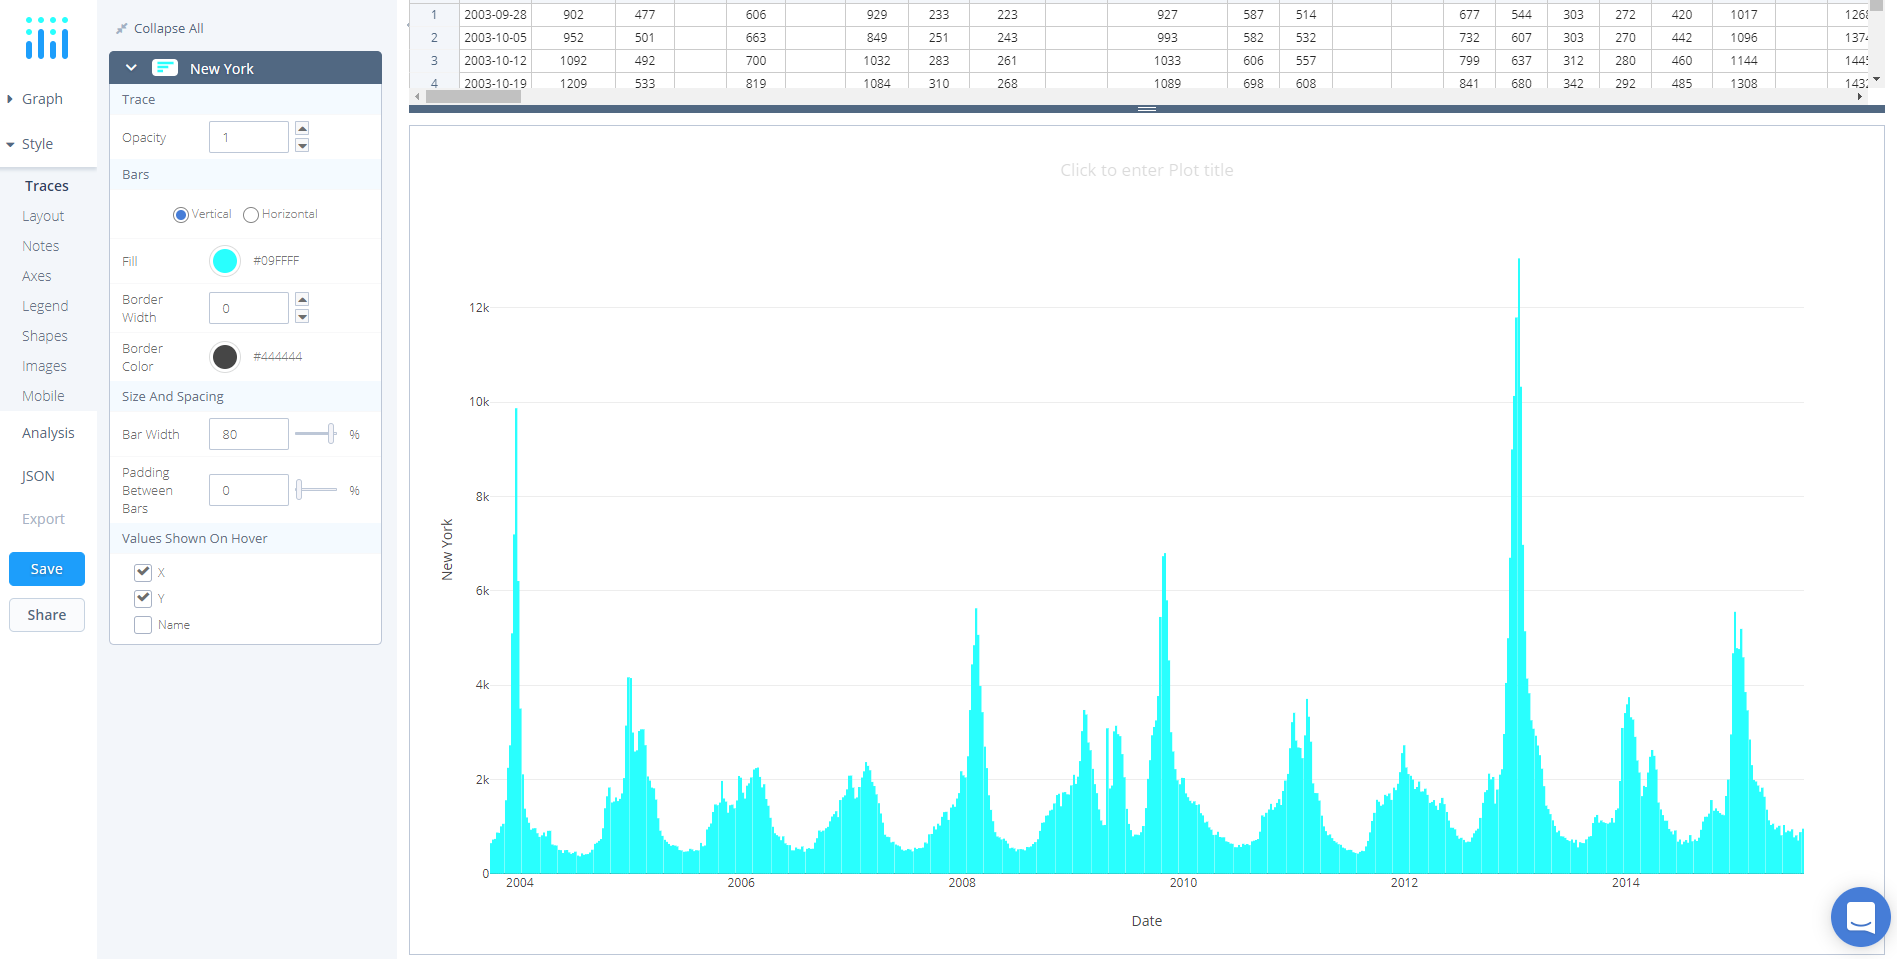 1 2003-09-28 902 477 606 929 233 223 927 587 514 677 544 303 272 420 1017
2 2003-10-05 952 501 663 849 251 243 993 582 532 732 607 303 270 442 1096
3 2003-10-12 1092 492 700 1032 283 261 1033 606 557 799 637 312 280 460 1144
4 2003-10-19 1209 533 819 1084 310 268 1089 698 608 841 680 342 292 485 1308
Collapse All
New York
Graph
Style
Traces
Layout
Notes
Axes
Legend
Shapes
Images
Mobile
Analysis
JSON
Export
Save
Share
Trace
Opacity 1
Bars
Vertical Horizontal
Fill #09FFFF
Border
Width 0
Border
Color #444444
Size And Spacing
Bar Width 80 %
Padding
Between 0 %
Bars
Values Shown On Hover
X
Y
Name
Click to enter Plot title
12k
10k
8k
6k
4k
2k
0
New York
2004 2006 2008 2010 2012 2014
Date